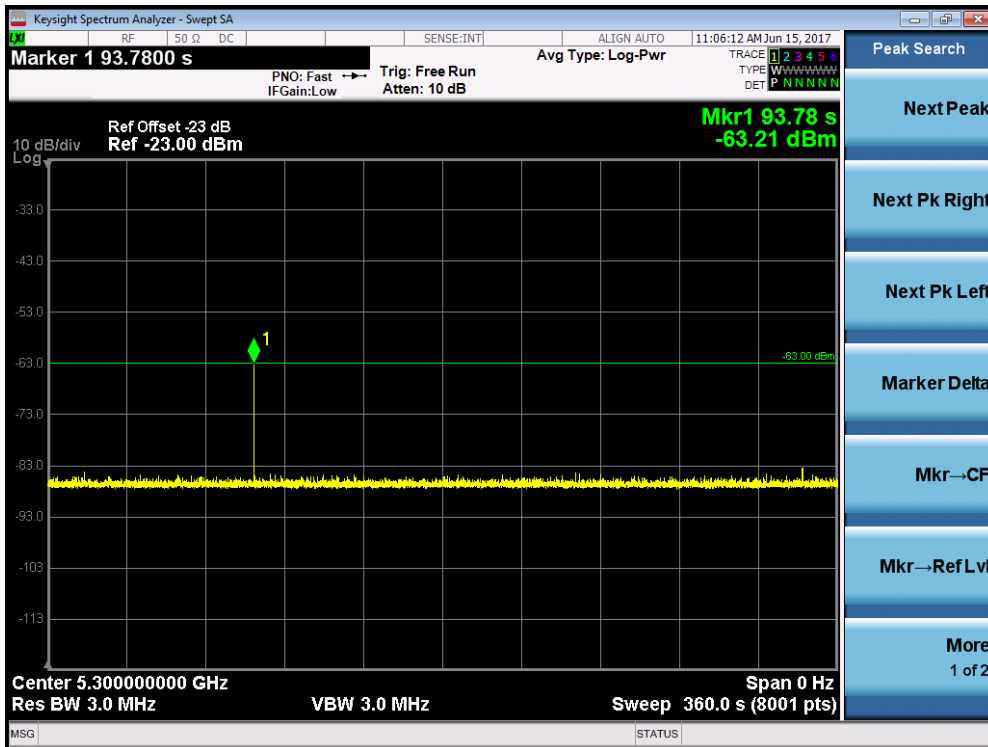 Keysight Spectrum Analyzer - Swept SA
LXI RF 50 Ω DC SENSE:INT ALIGN AUTO 11:06:12 AM Jun 15, 2017
Marker 1 93.7800 s
PNO: Fast
IFGain:Low
Trig: Free Run
Atten: 10 dB
Avg Type: Log-Pwr
TRACE 1 2 3 4 5 6
TYPE WWWWWW
DET P N N N N N
Peak Search
Next Peak
Next Pk Right
Next Pk Left
Marker Delta
Mkr→CF
Mkr→Ref Lvl
More
1 of 2
Mkr1 93.78 s
-63.21 dBm
Ref Offset -23 dB
10 dB/div Ref -23.00 dBm
Log
-33.0
-43.0
-53.0
1
-63.0
-63.00 dBm
-73.0
-83.0
-93.0
-103
-113
Center 5.300000000 GHz Span 0 Hz
Res BW 3.0 MHz VBW 3.0 MHz Sweep 360.0 s (8001 pts)
MSG STATUS